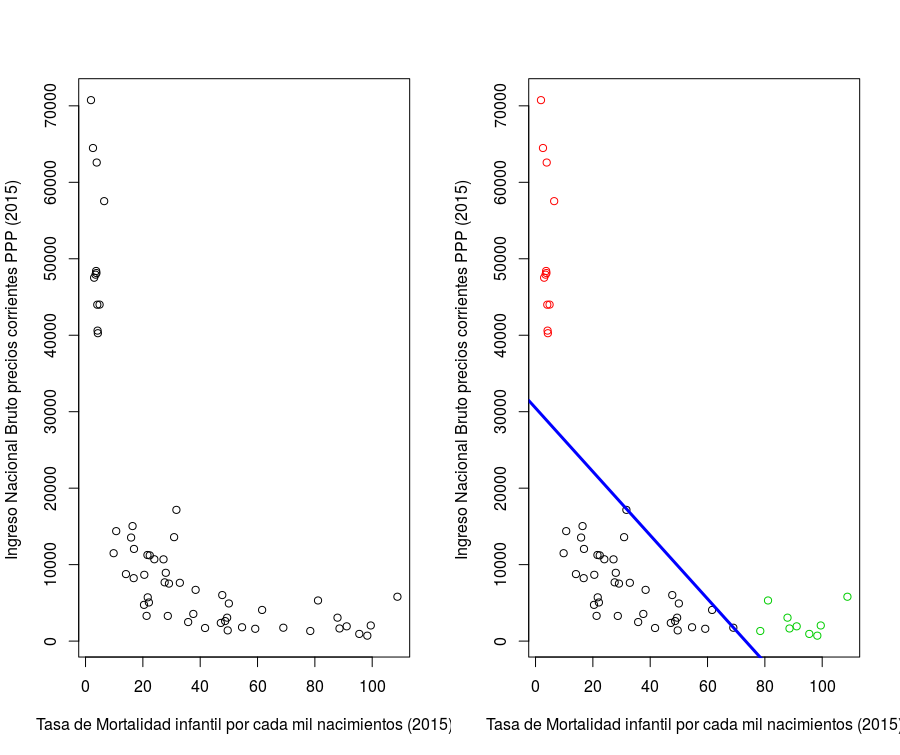 Ingreso Nacional Bruto precios corrientes PPP (2015)
70000
60000
50000
40000
30000
20000
10000
0
0 20 40 60 80 100
Tasa de Mortalidad infantil por cada mil nacimientos (2015)
Ingreso Nacional Bruto precios corrientes PPP (2015)
70000
60000
50000
40000
30000
20000
10000
0
0 20 40 60 80 100
Tasa de Mortalidad infantil por cada mil nacimientos (2015)